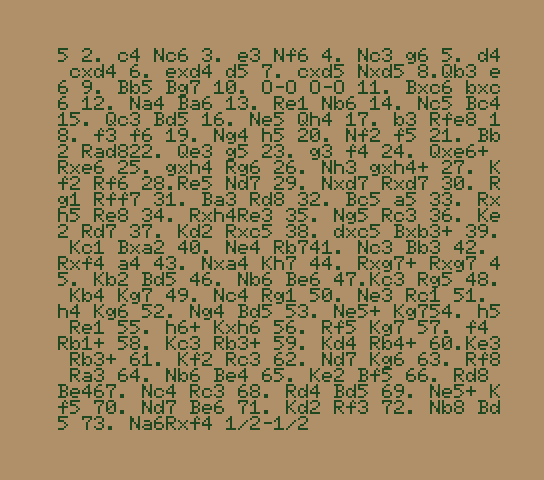 5 2. c4 Nc6 3. e3 Nf6 4. Nc3 g6 5. d4
cxd4 6. exd4 d5 7. cxd5 Nxd5 8.Qb3 e
6 9. Bb5 Bg7 10. O-O O-O 11. Bxc6 bxc
6 12. Na4 Ba6 13. Re1 Nb6 14. Nc5 Bc4
15. Qc3 Bd5 16. Ne5 Qh4 17. b3 Rfe8 1
8. f3 f6 19. Ng4 h5 20. Nf2 f5 21. Bb
2 Rad822. Qe3 g5 23. g3 f4 24. Qxe6+
Rxe6 25. gxh4 Rg6 26. Nh3 gxh4+ 27. K
f2 Rf6 28.Re5 Nd7 29. Nxd7 Rxd7 30. R
g1 Rff7 31. Ba3 Rd8 32. Bc5 a5 33. Rx
h5 Re8 34. Rxh4Re3 35. Ng5 Rc3 36. Ke
2 Rd7 37. Kd2 Rxc5 38. dxc5 Bxb3+ 39.
Kc1 Bxa2 40. Ne4 Rb741. Nc3 Bb3 42.
Rxf4 a4 43. Nxa4 Kh7 44. Rxg7+ Rxg7 4
5. Kb2 Bd5 46. Nb6 Be6 47.Kc3 Rg5 48.
Kb4 Kg7 49. Nc4 Rg1 50. Ne3 Rc1 51.
h4 Kg6 52. Ng4 Bd5 53. Ne5+ Kg754. h5
Re1 55. h6+ Kxh6 56. Rf5 Kg7 57. f4
Rb1+ 58. Kc3 Rb3+ 59. Kd4 Rb4+ 60.Ke3
Rb3+ 61. Kf2 Rc3 62. Nd7 Kg6 63. Rf8
Ra3 64. Nb6 Be4 65. Ke2 Bf5 66. Rd8
Be467. Nc4 Rc3 68. Rd4 Bd5 69. Ne5+ K
f5 70. Nd7 Be6 71. Kd2 Rf3 72. Nb8 Bd
5 73. Na6Rxf4 1/2-1/2